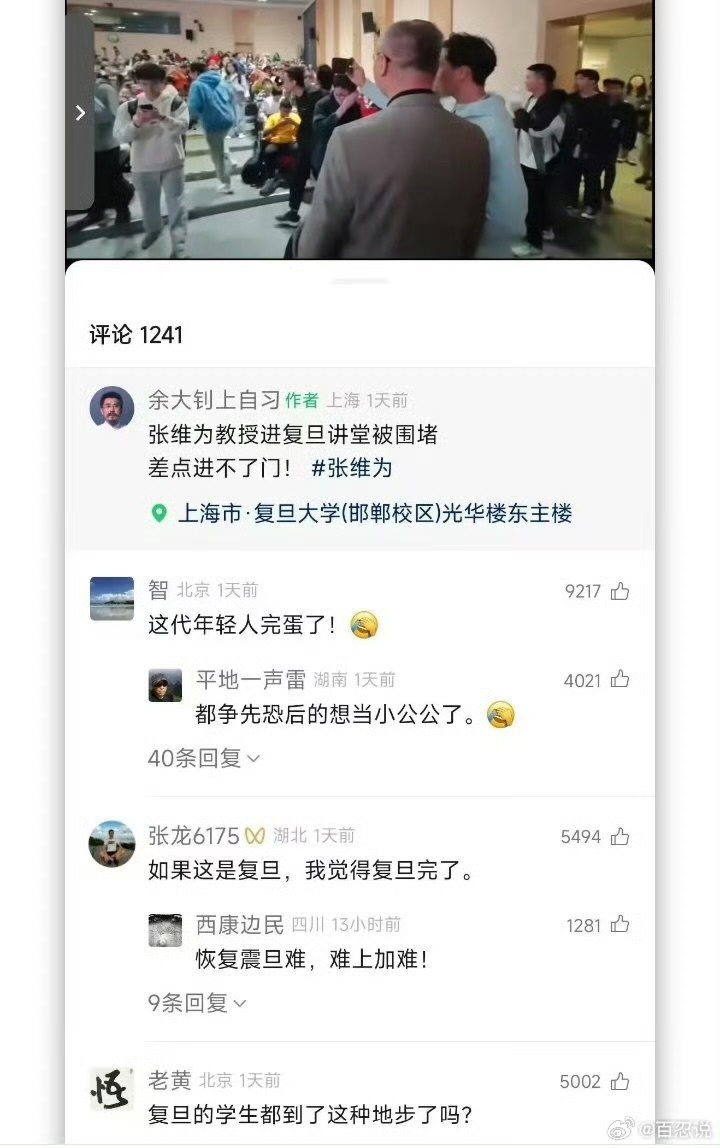 评论 1241
余大钊上自习 作者 上海 1天前
张维为教授进复旦讲堂被围堵
差点进不了门！ #张维为
上海市·复旦大学(邯郸校区)光华楼东主楼
智 北京 1天前 9217
这代年轻人完蛋了！
平地一声雷 湖南 1天前 4021
都争先恐后的想当小公公了。
40条回复
张龙6175 湖北 1天前 5494
如果这是复旦，我觉得复旦完了。
西康边民 四川 13小时前 1281
恢复震旦难，难上加难！
9条回复
悟
老黄 北京 1天前 5002
复旦的学生都到了这种地步了吗？
@百忍说